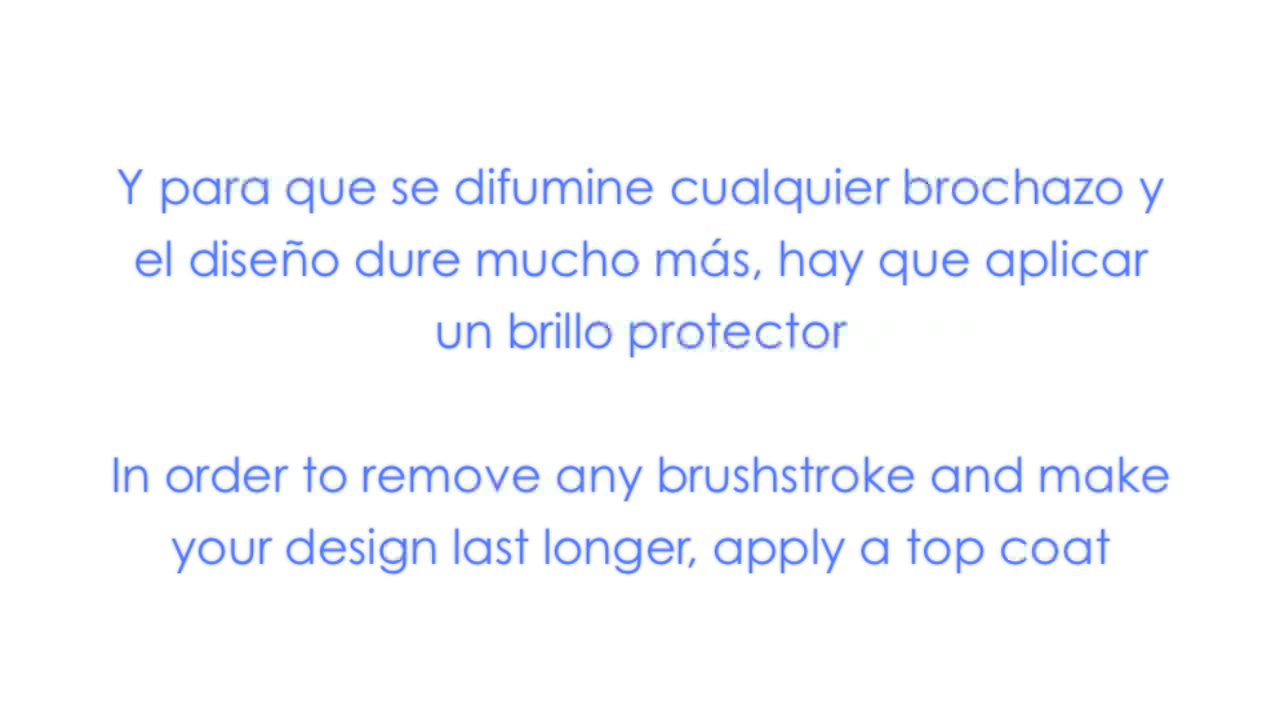 Y para que se difumine cualquier brochazo y
el diseño dure mucho más, hay que aplicar
un brillo protector
In order to remove any brushstroke and make
your design last longer, apply a top coat